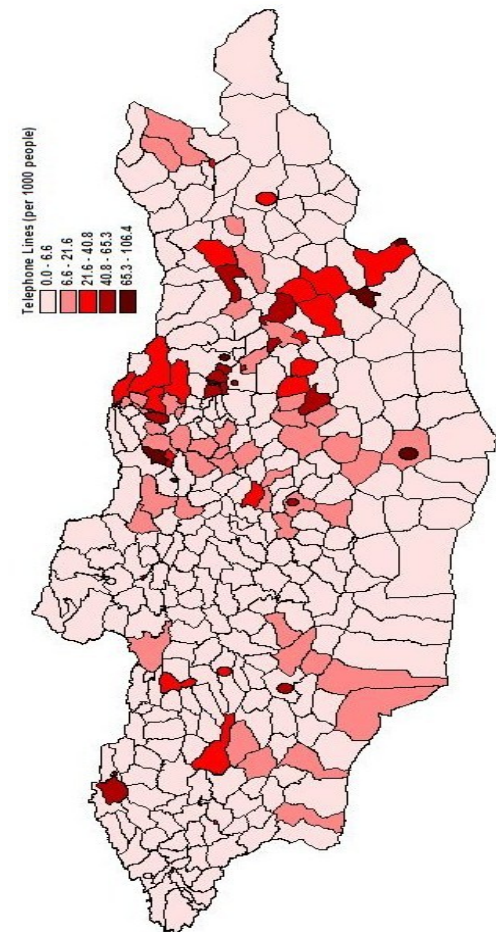 Telephone Lines (per 1000 people)
0.0 - 6.6
6.6 - 21.6
21.6 - 40.8
40.8 - 65.3
65.3 - 106.4